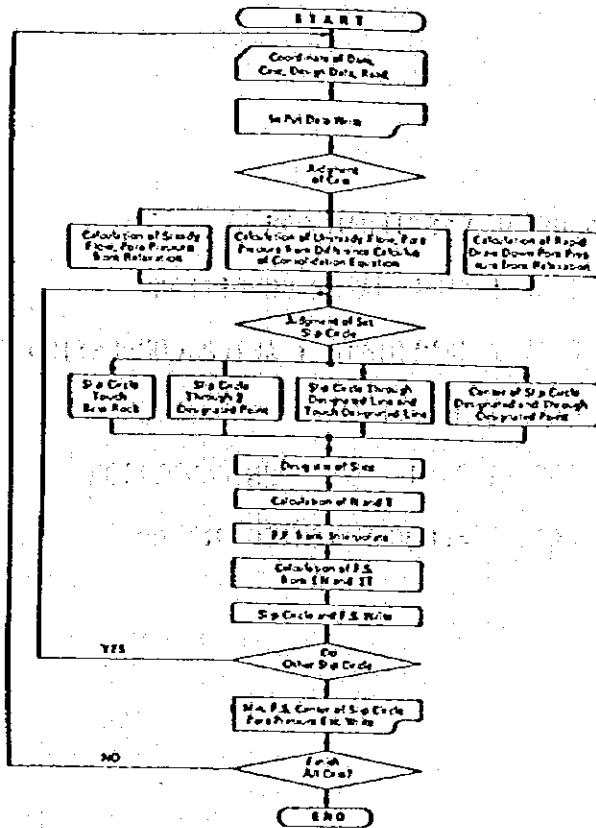 START
Coordinate of Dam,
Case, Design Data, Read,
Data Write
Judgment
of Case
Calculation of Steady
Flow, Pore Pressure
from Relaxation
Calculation of Unsteady Flow, Pore
Pressure from Difference Calculus
of Consolidation Equation
Calculation of Rapid
Draw Down Pore Pres
sure from Relaxation
Judgment of Set
Slip Circle
Slip Circle
Touch
Base Rock
Slip Circle
Through 2
Designated Point
Slip Circle Through
Designated Line and
Touch Designated Line
Center of Slip Circle
Designated and Through
Designated Point
of Slice
Calculation of N and T
Interpolate
Calculation of F.S.
from ΣN and ΣT
Slip Circle and F.S. Write
YES
Do
Other Slip Circle
Min. F.S. Center of Slip Circle
Pore Pressure Etc. Write
NO
Finish
All Case?
END